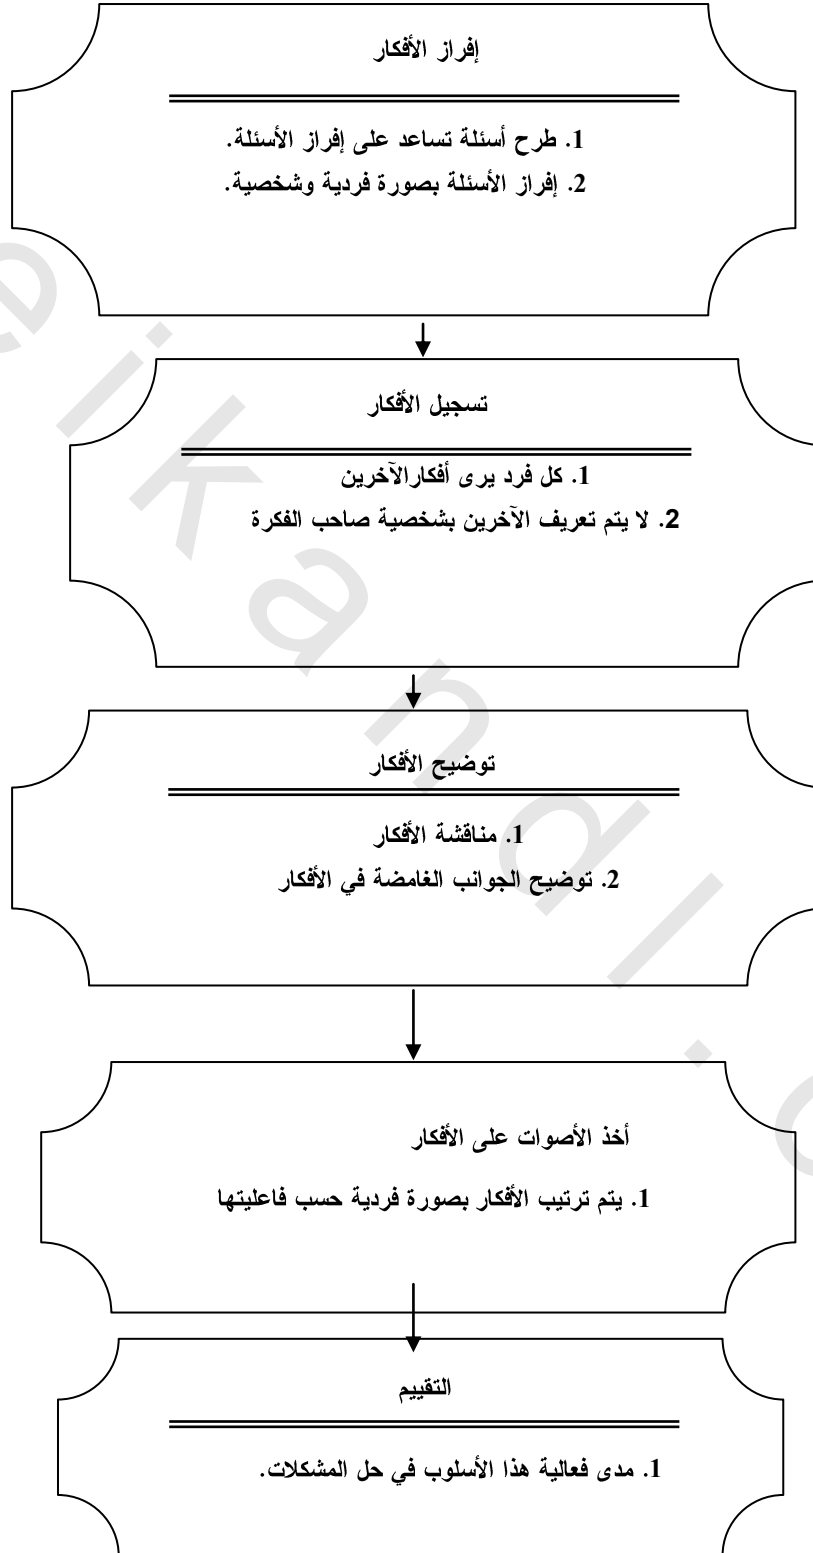 إفراز الأفكار
1. طرح أسئلة تساعد على إفراز الأسئلة.
2. إفراز الأسئلة بصورة فردية وشخصية.
تسجيل الأفكار
1. كل فرد يرى أفكارالآخرين
2. لا يتم تعريف الآخرين بشخصية صاحب الفكرة
توضيح الأفكار
1. مناقشة الأفكار
2. توضيح الجوانب الغامضة في الأفكار
أخذ الأصوات على الأفكار
1. يتم ترتيب الأفكار بصورة فردية حسب فاعليتها
التقييم
1. مدى فعالية هذا الأسلوب في حل المشكلات.
eikandl.c